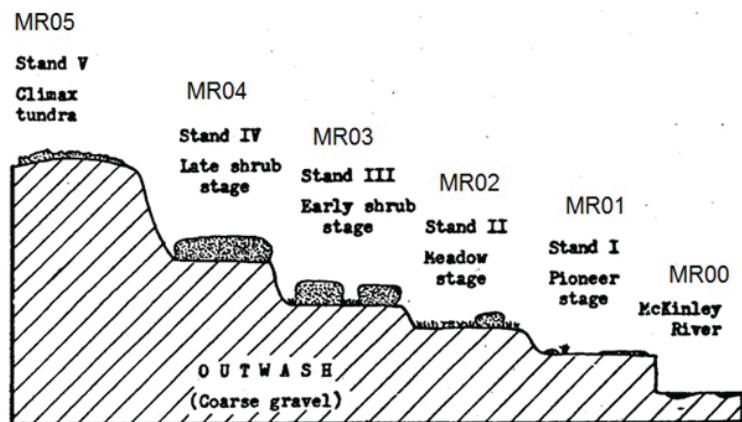 MR05
Stand V
Climax
tundra
MR04
Stand IV
Late shrub
stage
MR03
Stand III
Early shrub
stage
MR02
Stand II
Meadow
stage
MR01
Stand I
Pioneer
stage
MR00
McKinley
River
OUTWASH
(Coarse gravel)